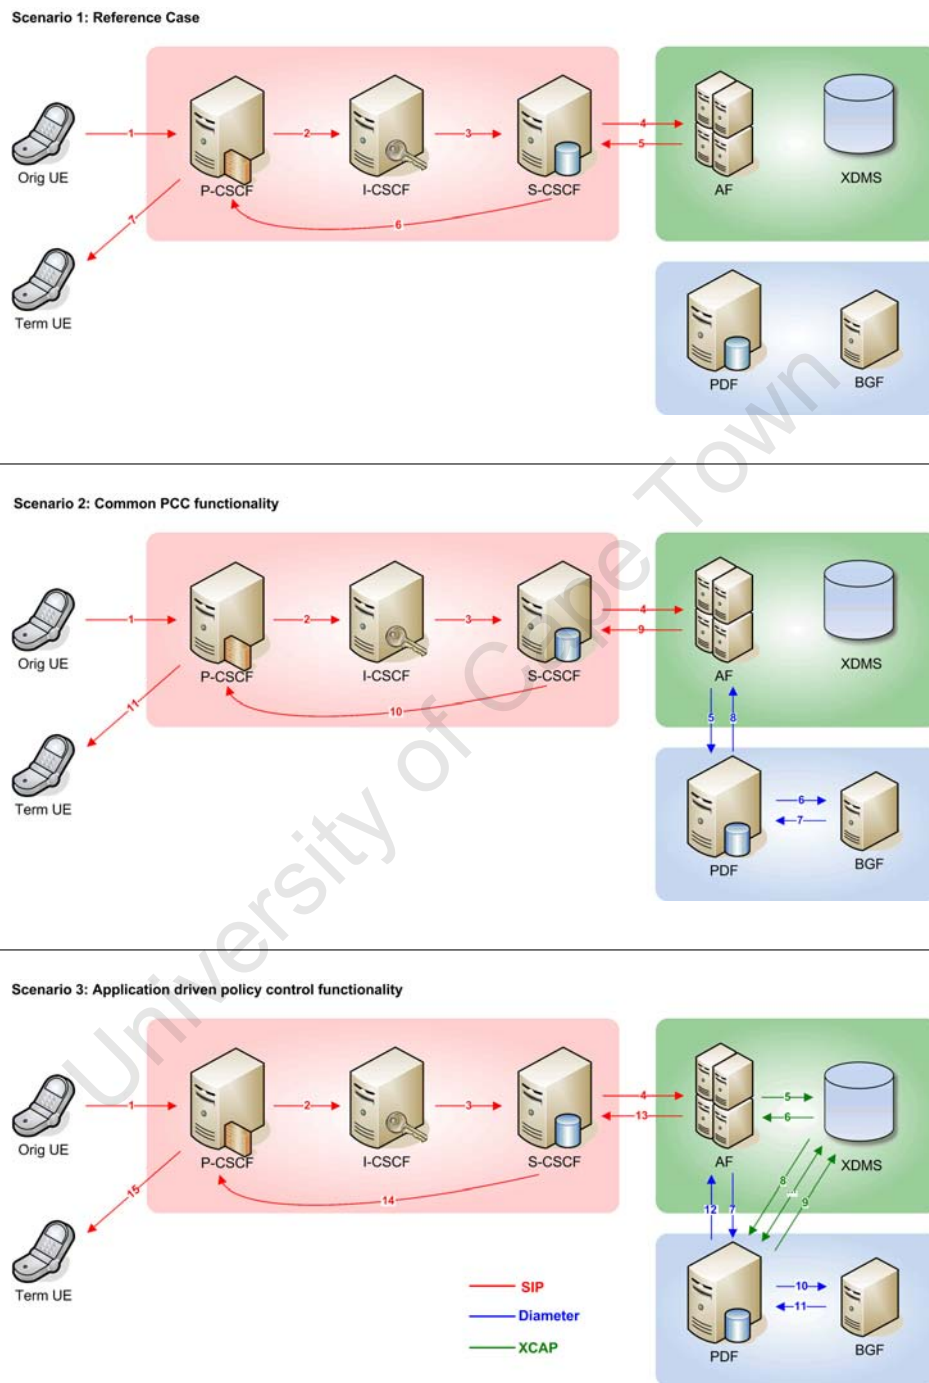 Scenario 1: Reference Case
1
2
3
4
5
Orig UE
P-CSCF
I-CSCF
S-CSCF
AF
XDMS
7
6
Term UE
PDF
BGF
Scenario 2: Common PCC functionality
1
2
3
4
9
Orig UE
P-CSCF
I-CSCF
S-CSCF
AF
XDMS
11
10
5
8
Term UE
6
7
PDF
BGF
Scenario 3: Application driven policy control functionality
1
2
3
4
13
5
6
Orig UE
P-CSCF
I-CSCF
S-CSCF
AF
XDMS
15
14
8
...
9
12
7
Term UE
10
11
PDF
BGF
SIP
Diameter
XCAP
University of Cape Town